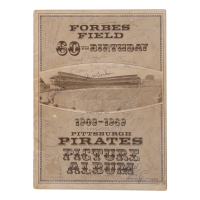 FORBES
FIELD
60TH BIRTHDAY
1909-1969
PITTSBURGH
PIRATES
PICTURE
ALBUM